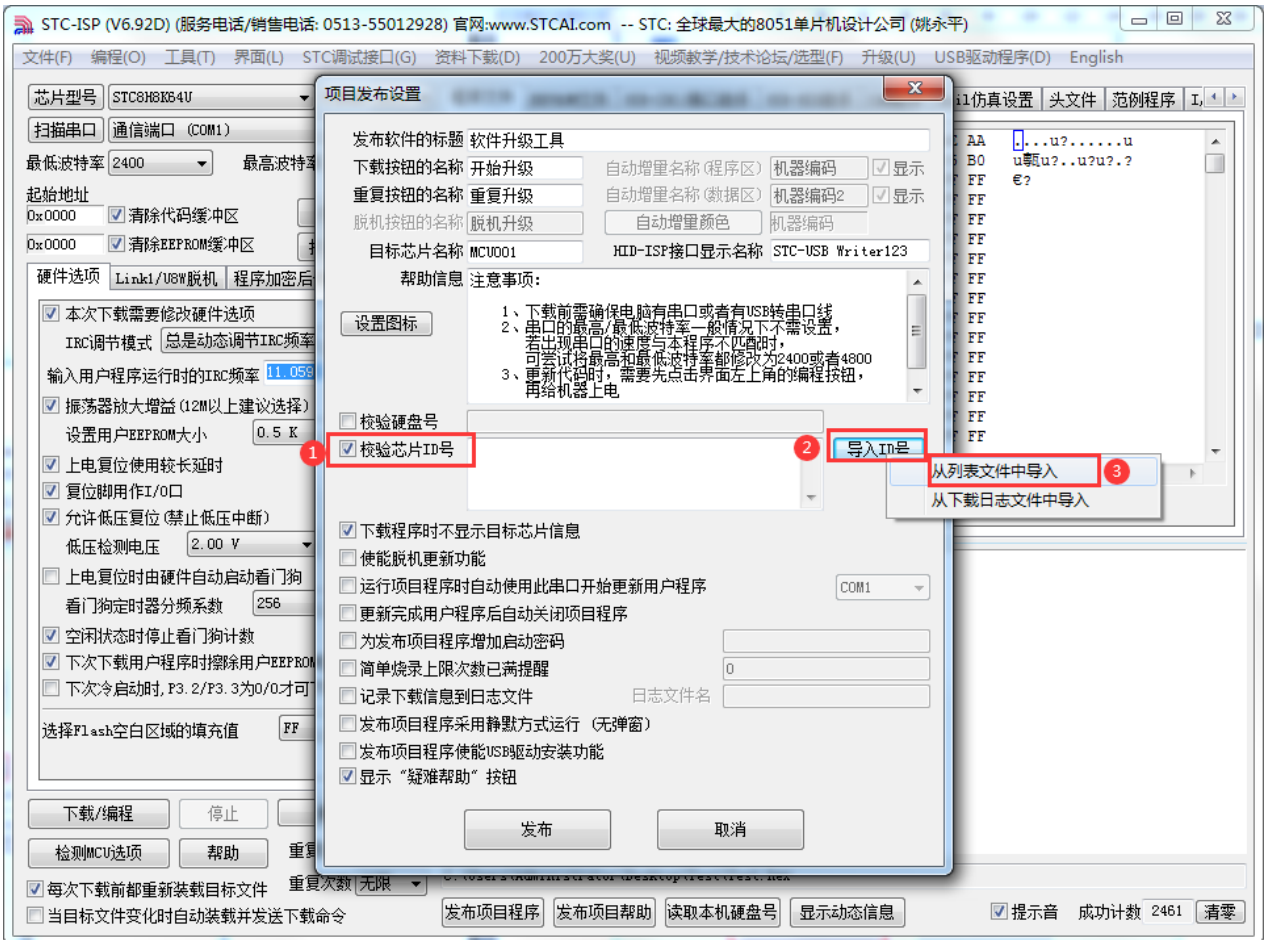 STC-ISP (V6.92D) (服务电话/销售电话: 0513-55012928) 官网:www.STCAI.com -- STC: 全球最大的8051单片机设计公司 (姚永平)
文件(F) 编程(O) 工具(T) 界面(L) STC调试接口(G) 资料下载(D) 200万大奖(U) 视频教学/技术论坛/选型(F) 升级(U) USB驱动程序(D) English
芯片型号 STC8H8K64U
扫描串口 通信端口 (COM1)
最低波特率 2400 最高波特率
起始地址
0x0000 清除代码缓冲区
0x0000 清除EEPROM缓冲区
硬件选项 Link1/U8W脱机 程序加密后
本次下载需要修改硬件选项
IRC调节模式 总是动态调节IRC频率
输入用户程序运行时的IRC频率 11.059
振荡器放大增益(12M以上建议选择)
设置用户EEPROM大小 0.5 K
上电复位使用较长延时
复位脚用作I/O口
允许低压复位(禁止低压中断)
低压检测电压 2.00 V
上电复位时由硬件自动启动看门狗
看门狗定时器分频系数 256
空闲状态时停止看门狗计数
下次下载用户程序时擦除用户EEPROM
下次冷启动时,P3.2/P3.3为0/0才可
选择Flash空白区域的填充值 FF
下载/编程 停止
检测MCU选项 帮助 重复
每次下载前都重新装载目标文件 重复次数 无限
当目标文件变化时自动装载并发送下载命令
项目发布设置
发布软件的标题 软件升级工具
下载按钮的名称 开始升级 自动增量名称(程序区) 机器编码 显示
重复按钮的名称 重复升级 自动增量名称(数据区) 机器编码2 显示
脱机按钮的名称 脱机升级 自动增量颜色 机器编码
目标芯片名称 MCU001 HID-ISP接口显示名称 STC-USB Writer123
帮助信息 注意事项:
设置图标
1、下载前需确保电脑有串口或者有USB转串口线
2、串口的最高/最低波特率一般情况下不需设置,
若出现串口的速度与本程序不匹配时,
可尝试将最高和最低波特率都修改为2400或者4800
3、更新代码时,需要先点击界面左上角的编程按钮,
再给机器上电
校验硬盘号
1 校验芯片ID号 2 导入ID号
从列表文件中导入 3
从下载日志文件中导入
下载程序时不显示目标芯片信息
使能脱机更新功能
运行项目程序时自动使用此串口开始更新用户程序 COM1
更新完成用户程序后自动关闭项目程序
为发布项目程序增加启动密码
简单烧录上限次数已满提醒 0
记录下载信息到日志文件 日志文件名
发布项目程序采用静默方式运行 (无弹窗)
发布项目程序使能USB驱动安装功能
显示“疑难帮助“ 按钮
发布 取消
il仿真设置 头文件 范例程序 I,
AA ....u?......u
B0
FF €?
FF
FF
FF
FF
FF
FF
FF
FF
FF
FF
FF
FF
FF
发布项目程序 发布项目帮助 读取本机硬盘号 显示动态信息 提示音 成功计数 2461 清零